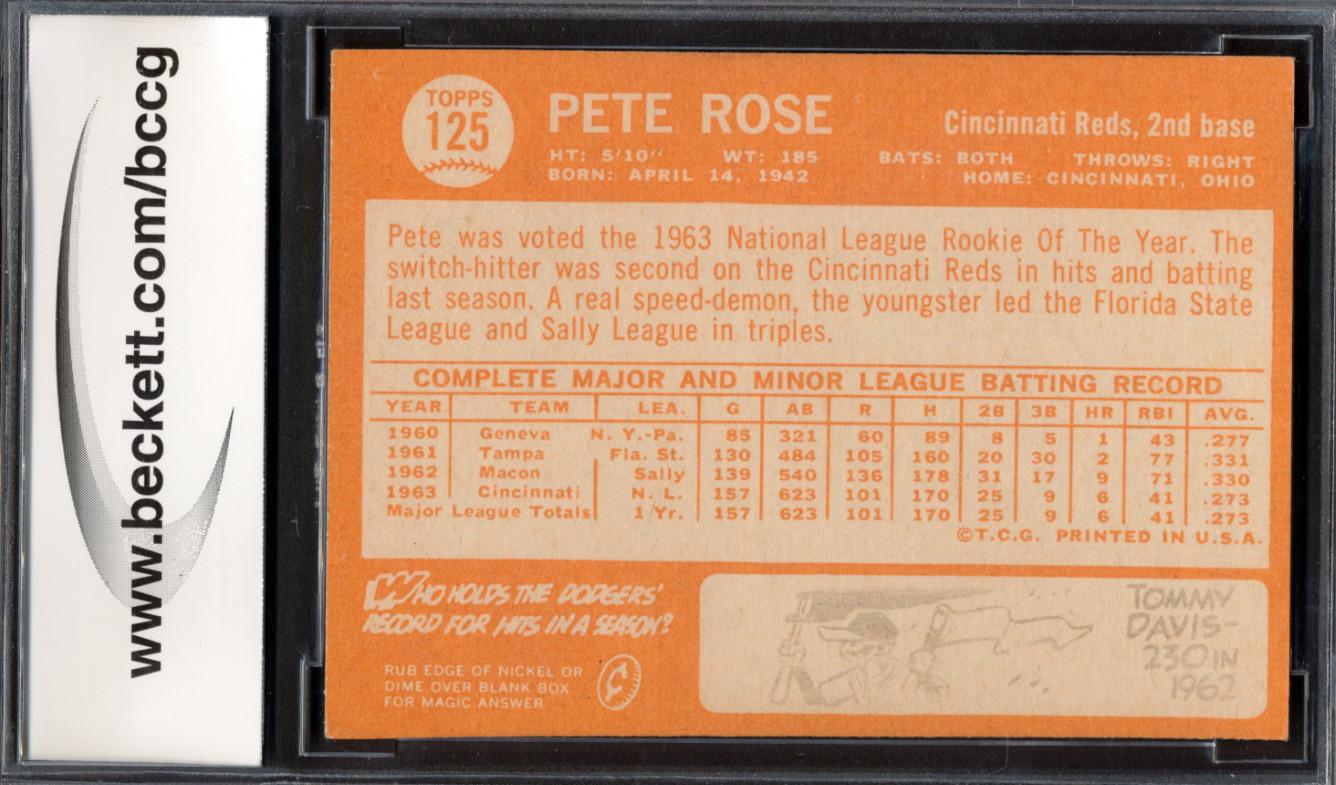 www.beckett.com/bccg
TOPPS
125
PETE ROSE
Cincinnati Reds, 2nd base
HT: 5'10" WT: 185 BATS: BOTH THROWS: RIGHT
BORN: APRIL 14, 1942 HOME: CINCINNATI, OHIO
Pete was voted the 1963 National League Rookie Of The Year. The
switch-hitter was second on the Cincinnati Reds in hits and batting
last season. A real speed-demon, the youngster led the Florida State
League and Sally League in triples.
COMPLETE MAJOR AND MINOR LEAGUE BATTING RECORD
YEAR TEAM LEA. G AB R H 2B 3B HR RBI AVG.
1960 Geneva N. Y.-Pa. 85 321 60 89 8 5 1 43 .277
1961 Tampa Fla. St. 130 484 105 160 20 30 2 77 .331
1962 Macon Sally 139 540 136 178 31 17 9 71 .330
1963 Cincinnati N. L. 157 623 101 170 25 9 6 41 .273
Major League Totals 1 Yr. 157 623 101 170 25 9 6 41 .273
©T.C.G. PRINTED IN U.S.A.
WHO HOLDS THE DODGERS'
RECORD FOR HITS IN A SEASON?
RUB EDGE OF NICKEL OR
DIME OVER BLANK BOX
FOR MAGIC ANSWER
¢
TOMMY
DAVIS-
230 IN
1962